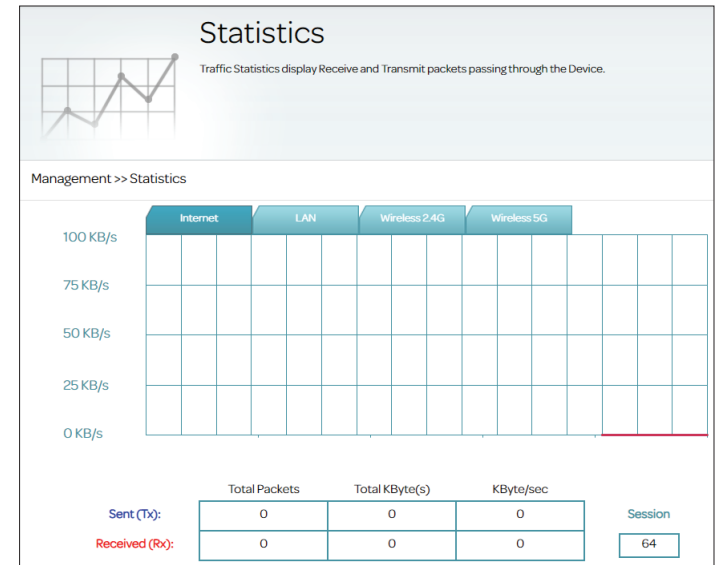 Statistics
Traffic Statistics display Receive and Transmit packets passing through the Device.
Management >> Statistics
Internet LAN Wireless 2.4G Wireless 5G
100 KB/s
75 KB/s
50 KB/s
25 KB/s
0 KB/s
Total Packets Total KByte(s) KByte/sec
Sent (Tx): 0 0 0 Session
Received (Rx): 0 0 0 64